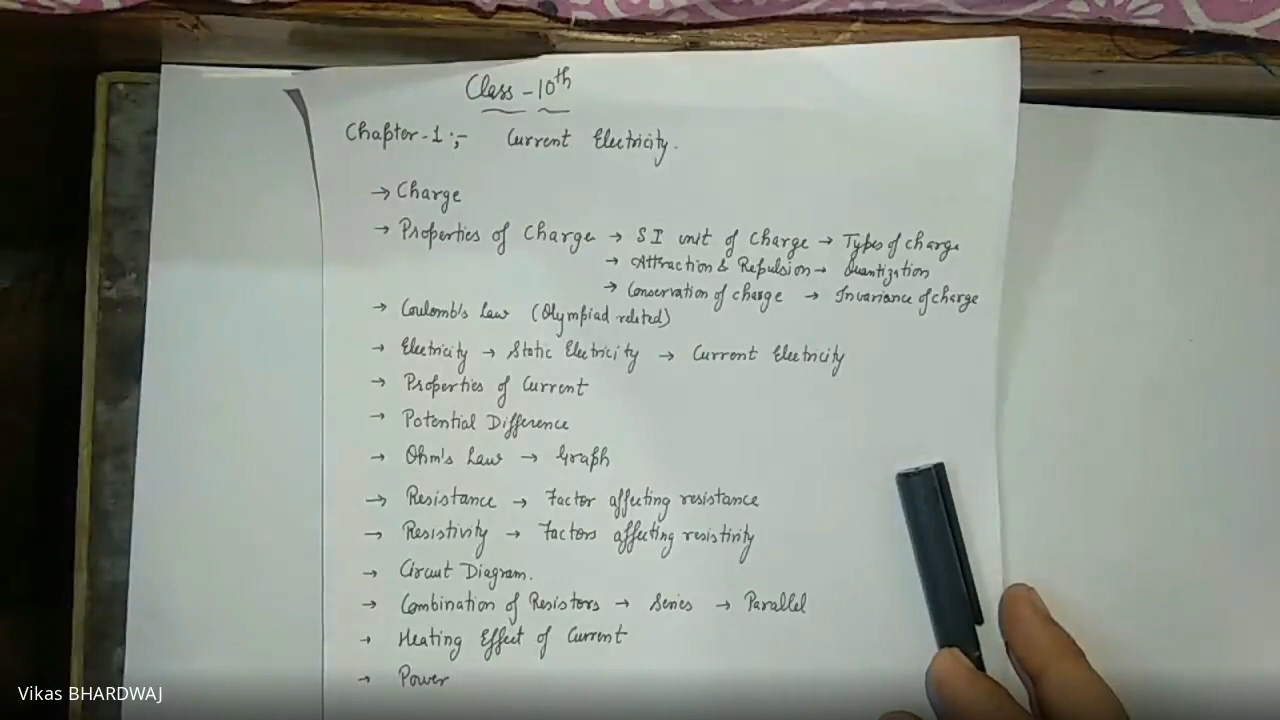 Class - 10th
Chapter-1 :- Current Electricity.
→ Charge
→ Properties of Charge → SI unit of Charge → Types of charge
→ Attraction & Repulsion → Quantization
→ Conservation of charge → Invariance of charge
→ Coulomb's Law (Olympiad related)
→ Electricity → Static Electricity → Current Electricity
→ Properties of Current
→ Potential Difference
→ Ohm's Law → Graph
→ Resistance → Factor affecting resistance
→ Resistivity → Factors affecting resistivity
→ Circuit Diagram.
→ Combination of Resistors → Series → Parallel
→ Heating Effect of Current
→ Power
Vikas BHARDWAJ